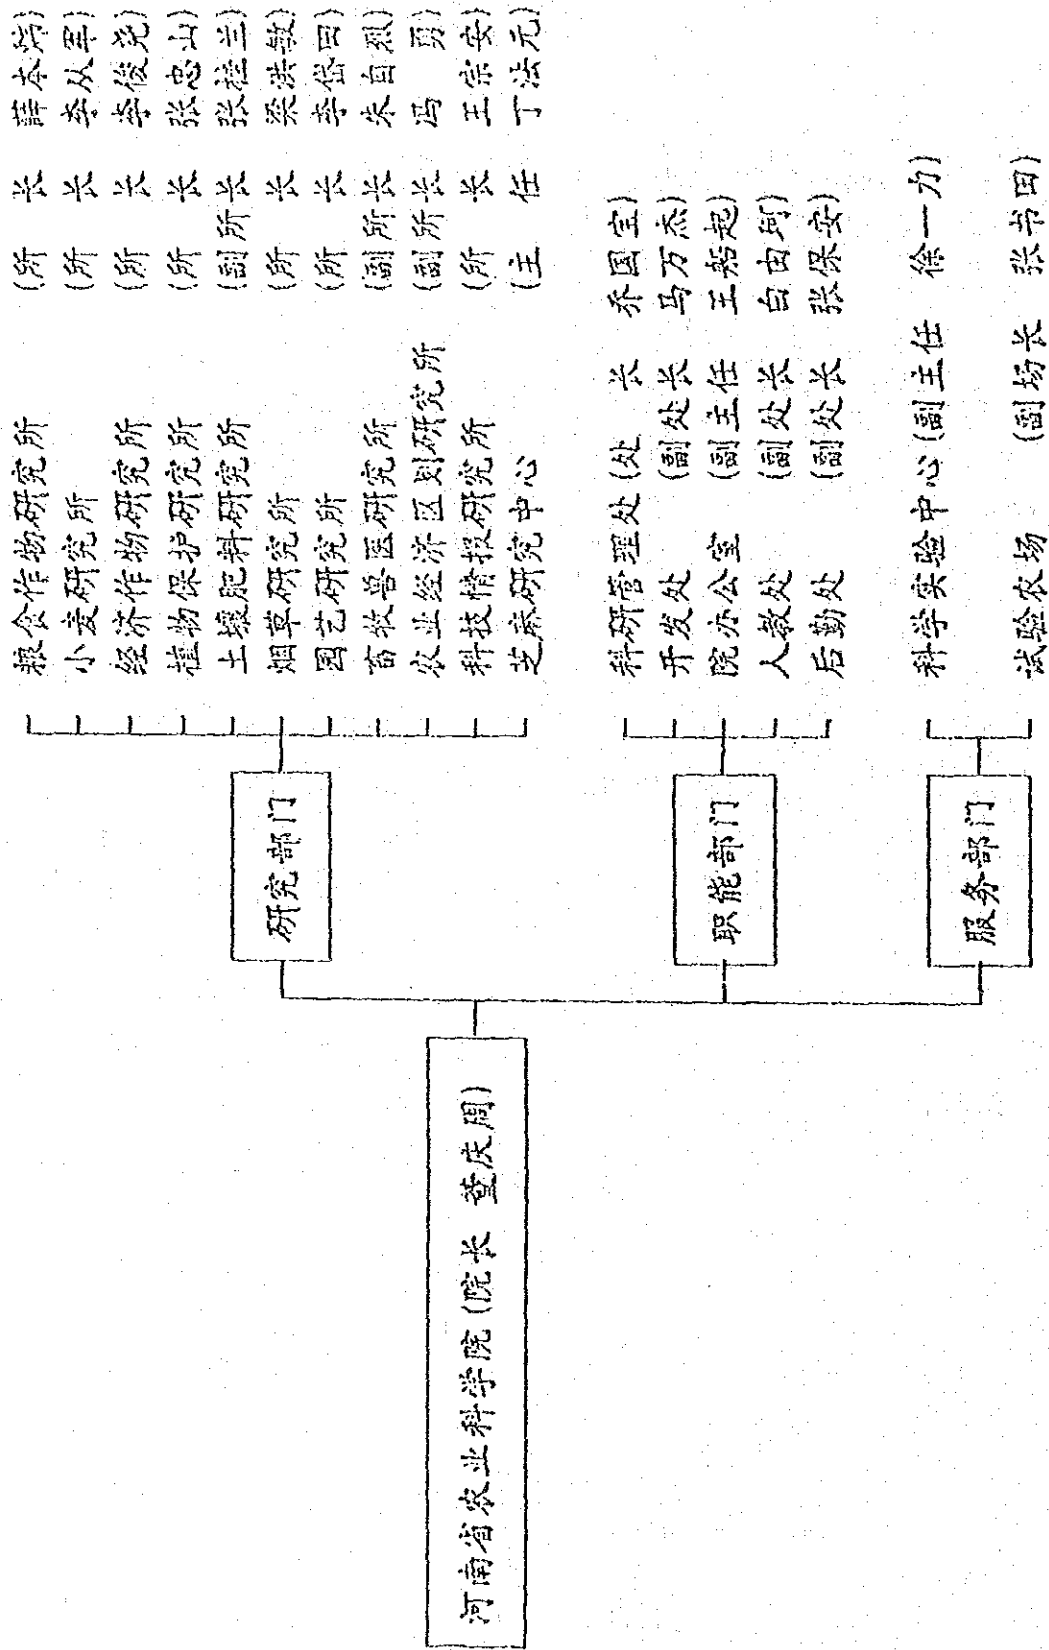 河南省农业科学院(院长 董庆周)
研究部门
粮食作物研究所 (所 长 薛本
小麦研究所 (所 长 李从军)
经济作物研究所 (所 长 李俊尧)
植物保护研究所 (所 长 张忠山)
土壤肥料研究所 (副所长 张桂兰)
烟草研究所 (所 长 梁洪敏)
园艺研究所 (所 长 李岱田)
畜牧兽医研究所 (副所长 朱自烈)
农业经济区划研究所 (副所长 冯 勇)
科技情报研究所 (所 长 王宗安)
芝麻研究中心 (主 任 丁法元)
职能部门
科研管理处 (处 长 乔国宝)
开发处 (副处长 马万杰)
院办公室 (副主任 王 起)
人教处 (副处长 白由珂)
后勤处 (副处长 张保安)
服务部门
科学实验中心 (副主任 徐一力)
试验农场 (副场长 张书田)